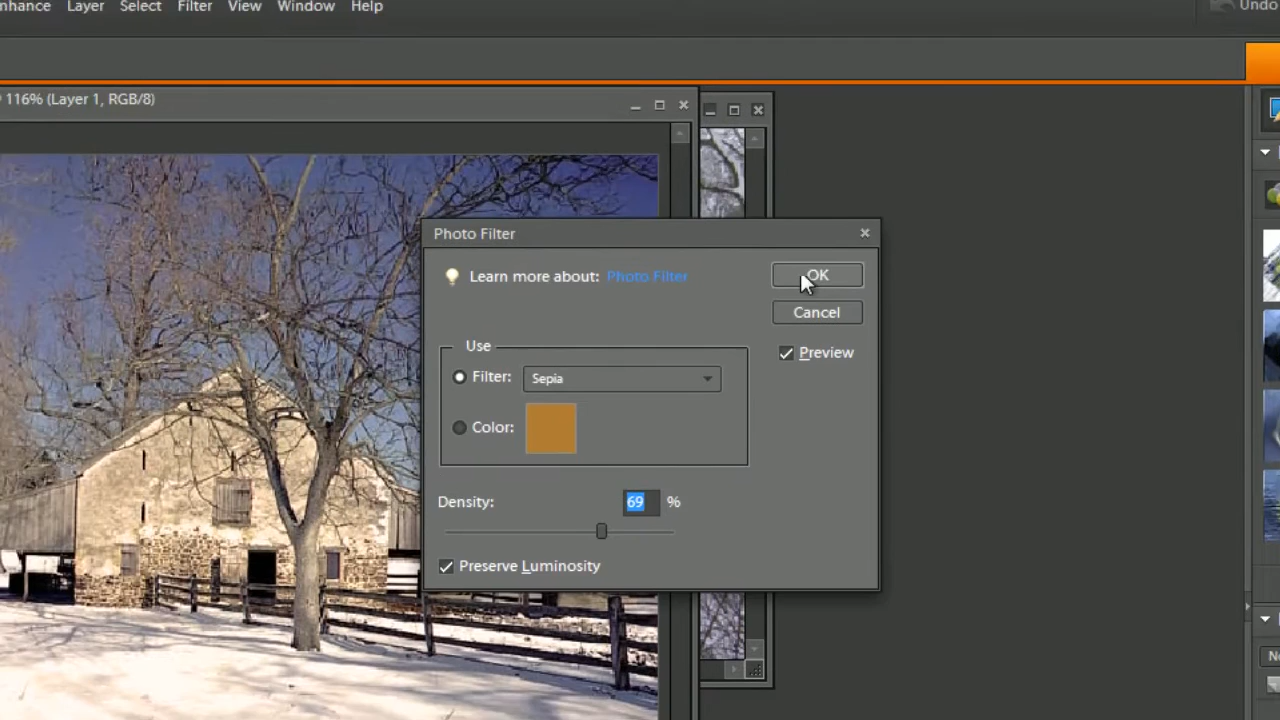 nhance Layer Select Filter View Window Help
Undo
116% (Layer 1, RGB/8)
Photo Filter
Learn more about: Photo Filter
OK
Cancel
Preview
Use
Filter: Sepia
Color:
Density: 69 %
Preserve Luminosity